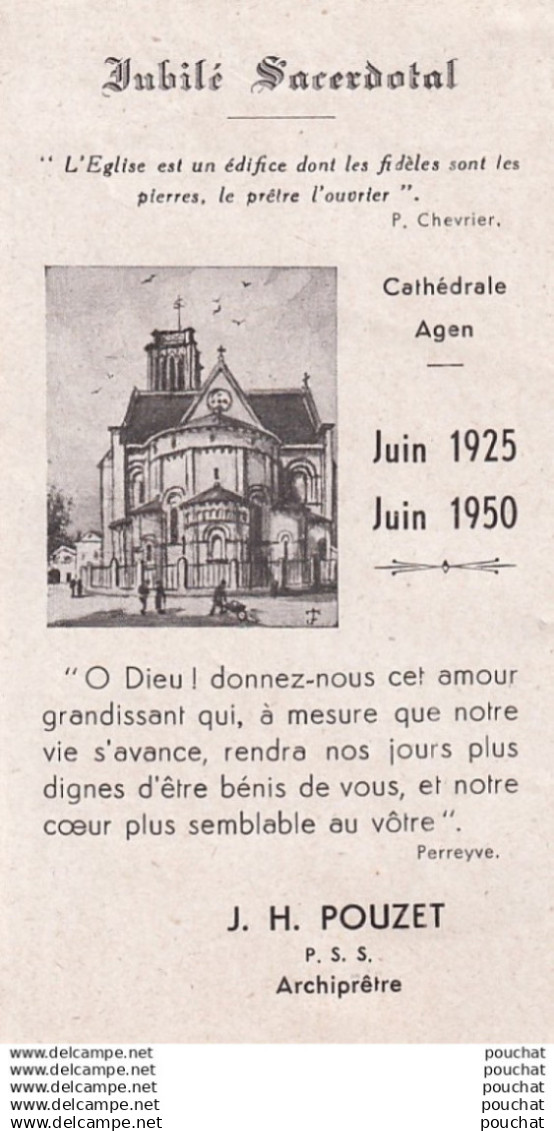 Jubilé Sacerdotal
" L'Eglise est un édifice dont les fidèles sont les
pierres, le prêtre l'ouvrier ".
P. Chevrier.
Cathédrale
Agen
Juin 1925
Juin 1950
"O Dieu ! donnez-nous cet amour
grandissant qui, à mesure que notre
vie s'avance, rendra nos jours plus
dignes d'être bénis de vous, et notre
cœur plus semblable au vôtre".
Perreyve.
J. H. POUZET
P. S. S.
Archiprêtre
www.delcampe.net pouchat
www.delcampe.net pouchat
www.delcampe.net pouchat
www.delcampe.net pouchat
www.delcampe.net pouchat